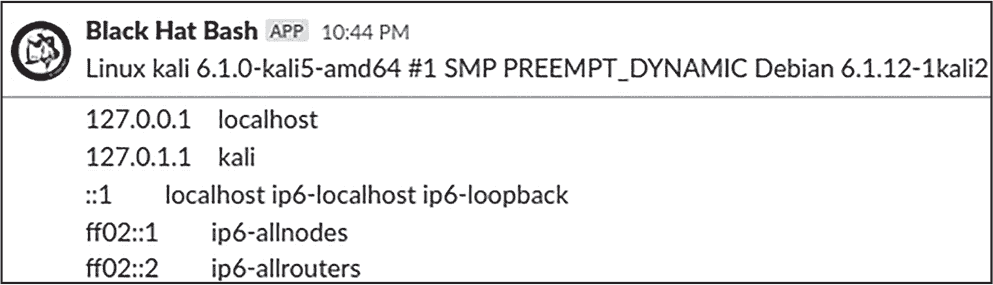 Black Hat Bash APP 10:44 PM
Linux kali 6.1.0-kali5-amd64 #1 SMP PREEMPT_DYNAMIC Debian 6.1.12-1kali2
127.0.0.1 localhost
127.0.1.1 kali
::1 localhost ip6-localhost ip6-loopback
ff02::1 ip6-allnodes
ff02::2 ip6-allrouters